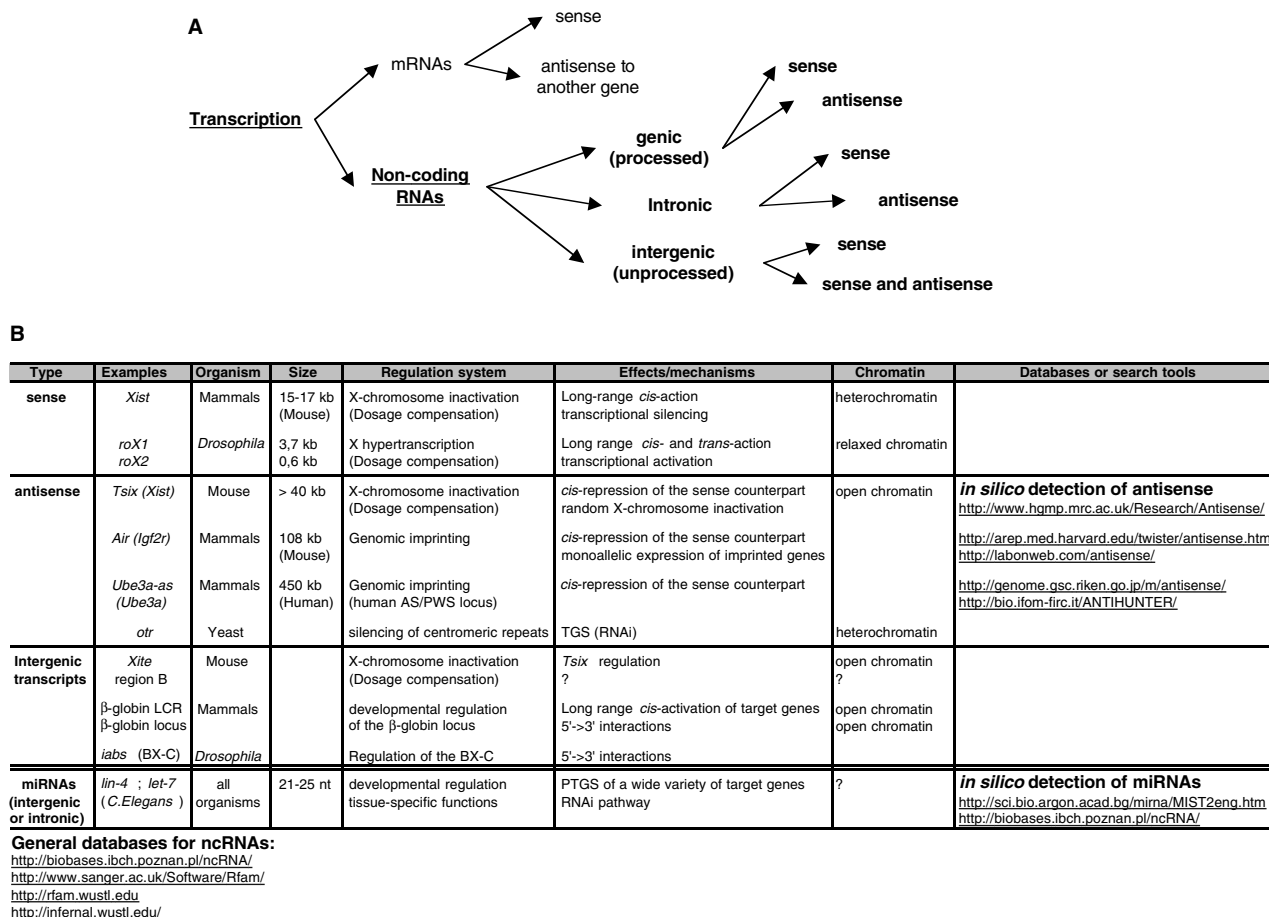 A
sense
mRNAs
antisense to
another gene
Transcription
Non-coding
RNAs
genic
(processed)
sense
antisense
Intronic
sense
antisense
intergenic
(unprocessed)
sense
sense and antisense
B
Type Examples Organism Size Regulation system Effects/mechanisms Chromatin Databases or search tools
sense Xist Mammals 15-17 kb X-chromosome inactivation Long-range cis-action heterochromatin
(Mouse) (Dosage compensation) transcriptional silencing
roX1 Drosophila 3,7 kb X hypertranscription Long range cis- and trans-action relaxed chromatin
roX2 0,6 kb (Dosage compensation) transcriptional activation
antisense Tsix (Xist) Mouse > 40 kb X-chromosome inactivation cis-repression of the sense counterpart open chromatin in silico detection of antisense
(Dosage compensation) random X-chromosome inactivation http://www.hgmp.mrc.ac.uk/Research/Antisense/
Air (Igf2r) Mammals 108 kb Genomic imprinting cis-repression of the sense counterpart http://arep.med.harvard.edu/twister/antisense.htm
(Mouse) monoallelic expression of imprinted genes http://labonweb.com/antisense/
Ube3a-as Mammals 450 kb Genomic imprinting cis-repression of the sense counterpart http://genome.gsc.riken.go.jp/m/antisense/
(Ube3a) (Human) (human AS/PWS locus) http://bio.ifom-firc.it/ANTIHUNTER/
otr Yeast silencing of centromeric repeats TGS (RNAi) heterochromatin
Intergenic Xite Mouse X-chromosome inactivation Tsix regulation open chromatin
transcripts region B (Dosage compensation) ? ?
β-globin LCR Mammals developmental regulation Long range cis-activation of target genes open chromatin
β-globin locus of the β-globin locus 5'->3' interactions open chromatin
iabs (BX-C) Drosophila Regulation of the BX-C 5'->3' interactions
miRNAs lin-4 ; let-7 all 21-25 nt developmental regulation PTGS of a wide variety of target genes ? in silico detection of miRNAs
(intergenic (C.Elegans ) organisms tissue-specific functions RNAi pathway http://sci.bio.argon.acad.bg/mirna/MIST2eng.htm
or intronic) http://biobases.ibch.poznan.pl/ncRNA/
General databases for ncRNAs:
http://biobases.ibch.poznan.pl/ncRNA/
http://www.sanger.ac.uk/Software/Rfam/
http://rfam.wustl.edu
http://infernal.wustl.edu/